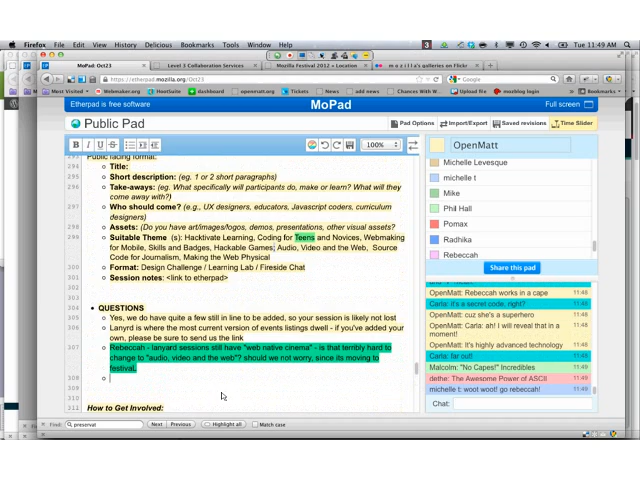 Firefox File Edit View History Bookmarks Tools Window Help
Tue 11:49 AM
MoPad: Oct23
MoPad: Oct23 Level 3 Collaboration Services Mozilla Festival 2012 = Location m o z i l l a's galleries on Flickr
https://etherpad.mozilla.org/Oct23 Google
Most Visited Webmaker.org HootSuite dashboard openmatt.org Tickets News add news Chances With W... Upload file mozblog login
Etherpad is free software MoPad Full screen
Public Pad Pad Options Import/Export Saved revisions Time Slider
B I U S 100%
OpenMatt
293 Public facing format:
294 Title:
295 Short description: (eg. 1 or 2 short paragraphs)
296 Take-aways: (eg. What specifically will participants do, make or learn? What will they
come away with?)
297 Who should come? (e.g., UX designers, educators, Javascript coders, curriculum
designers)
298 Assets: (Do you have art/images/logos, demos, presentations, other visual assets?
299 Suitable Theme (s): Hacktivate Learning, Coding for Teens and Novices, Webmaking
for Mobile, Skills and Badges, Hackable Games; Audio, Video and the Web, Source
Code for Journalism, Making the Web Physical
300 Format: Design Challenge / Learning Lab / Fireside Chat
301 Session notes: <link to etherpad>
302
303
304 QUESTIONS
305 Yes, we do have quite a few still in line to be added, so your session is likely not lost
306 Lanyrd is where the most current version of events listings dwell - if you've added your
own, please be sure to send us the link
307 Rebeccah - lanyard sessions still have "web native cinema" - is that terribly hard to
change to "audio, video and the web"? should we not worry, since its moving to
festival.
308
309
310
311 How to Get Involved:
Michelle Levesque
michelle t
Mike
Phil Hall
Pomax
Radhika
Rebeccah
Share this pad
OpenMatt: Rebeccah works in a cape 11:48
Carla: it's a secret code, right? 11:48
OpenMatt: cuz she's a superhero 11:48
OpenMatt: Carla: ah! I will reveal that in a 11:48
moment!
OpenMatt: It's highly advanced technology 11:48
Carla: far out! 11:48
Malcolm: "No Capes!" Incredibles 11:49
dethe: The Awesome Power of ASCII 11:49
michelle t: woot woot! go rebeccah! 11:49
Chat:
Find: preservat Next Previous Highlight all Match case